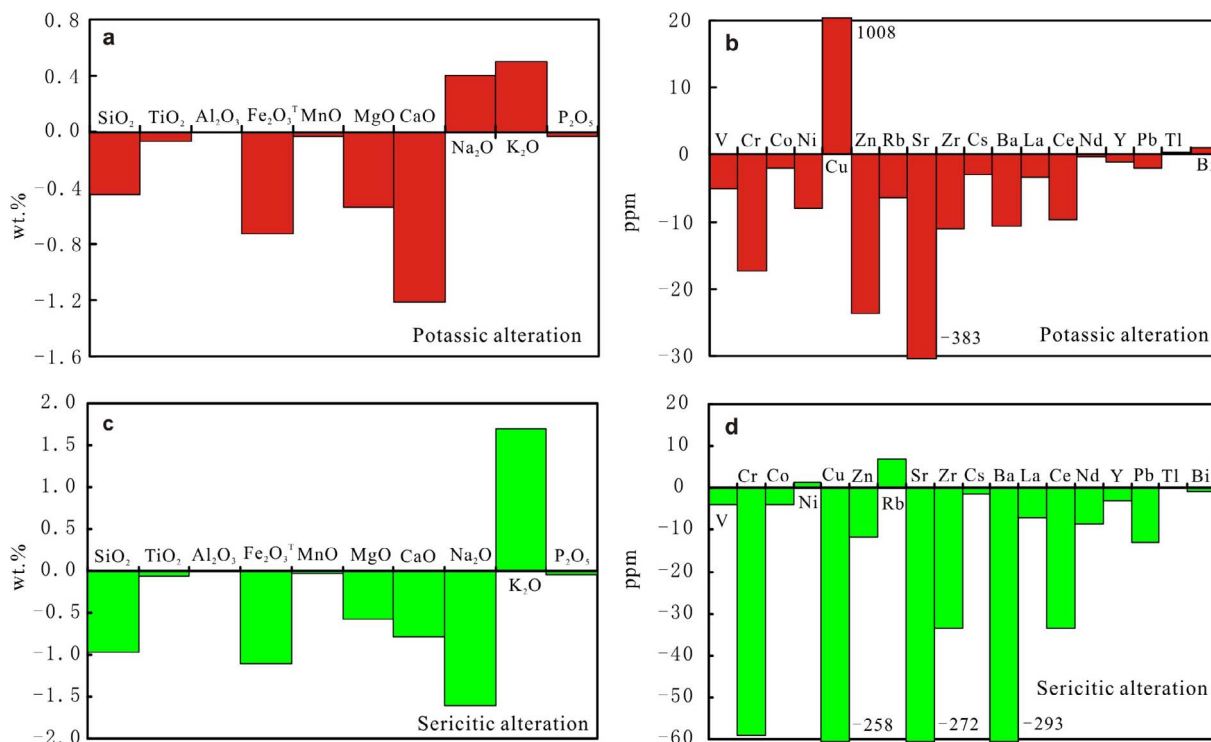 a
wt.%
0.8
0.4
0.0
-0.4
-0.8
-1.2
-1.6
SiO₂ TiO₂ Al₂O₃ Fe₂O₃ᵀ MnO MgO CaO P₂O₅
Na₂O K₂O
Potassic alteration
b
ppm
20
10
0
-10
-20
-30
1008
V Cr Co Ni Zn Rb Sr Zr Cs Ba La Ce Nd Y Pb Tl
Cu B
-383
Potassic alteration
c
wt.%
2.0
1.5
1.0
0.5
0.0
-0.5
-1.0
-1.5
-2.0
SiO₂ TiO₂ Al₂O₃ Fe₂O₃ᵀ MnO MgO CaO Na₂O P₂O₅
K₂O
Sericitic alteration
d
ppm
20
10
0
-10
-20
-30
-40
-50
-60
Cr Co Cu Zn Sr Zr Cs Ba La Ce Nd Y Pb Tl Bi
V Ni Rb
Sericitic alteration
-258 -272 -293